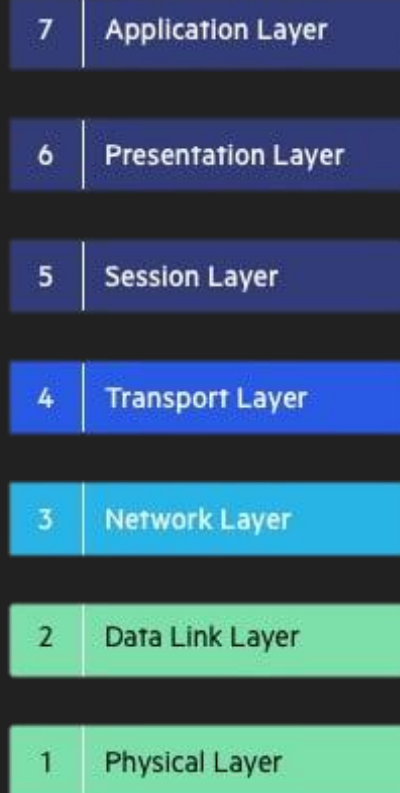 7 Application Layer
6 Presentation Layer
5 Session Layer
4 Transport Layer
3 Network Layer
2 Data Link Layer
1 Physical Layer